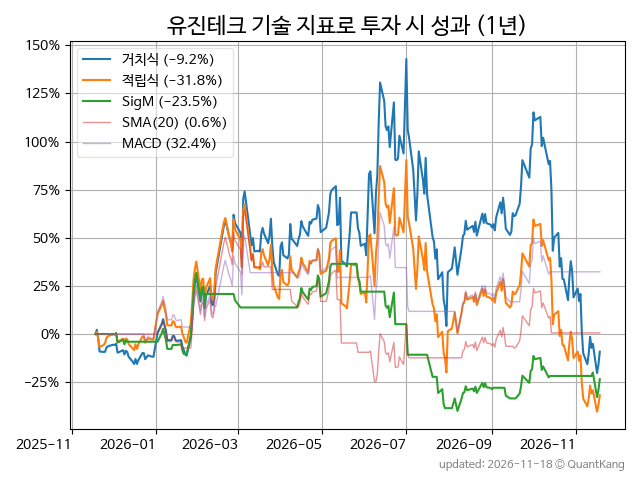 유진테크 기술 지표로 투자 시 성과 (1년)
150%
125%
100%
75%
50%
25%
0%
−25%
거치식 (−9.2%)
적립식 (−31.8%)
SigM (−23.5%)
SMA(20) (0.6%)
MACD (32.4%)
2025-11
2026-01
2026-03
2026-05
2026-07
2026-09
2026-11
updated: 2026-11-18 © QuantKang